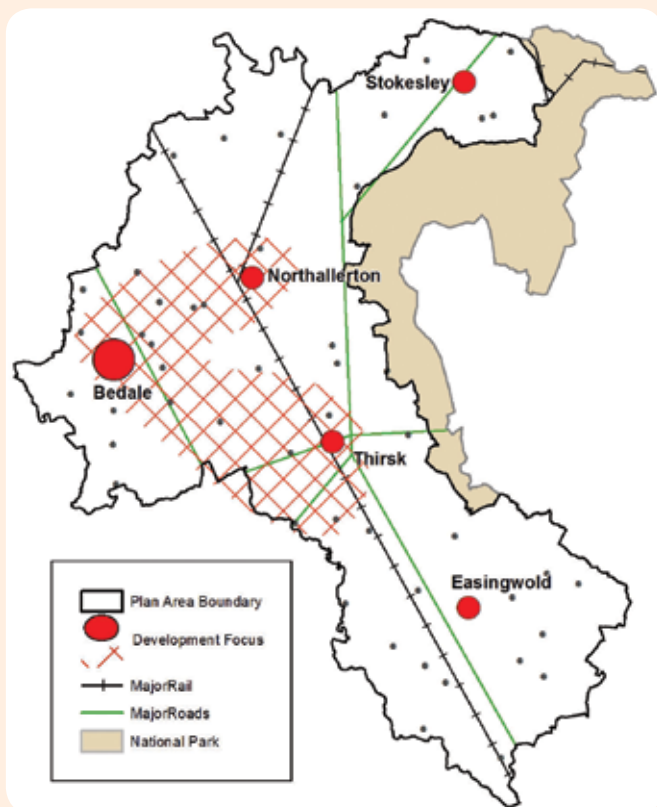 Stokesley
Northallerton
Bedale
Thirsk
Easingwold
Plan Area Boundary
Development Focus
MajorRail
MajorRoads
National Park